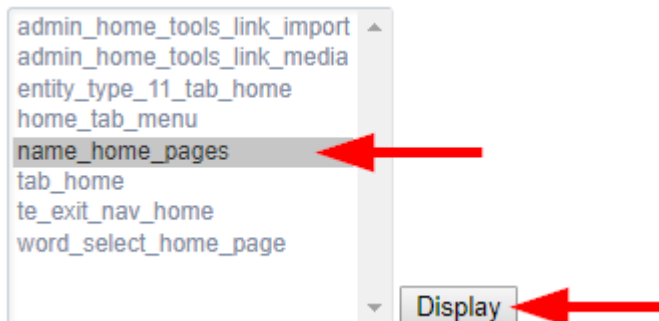 admin_home_tools_link_import
admin_home_tools_link_media
entity_type_11_tab_home
home_tab_menu
name_home_pages
tab_home
te_exit_nav_home
word_select_home_page
Display